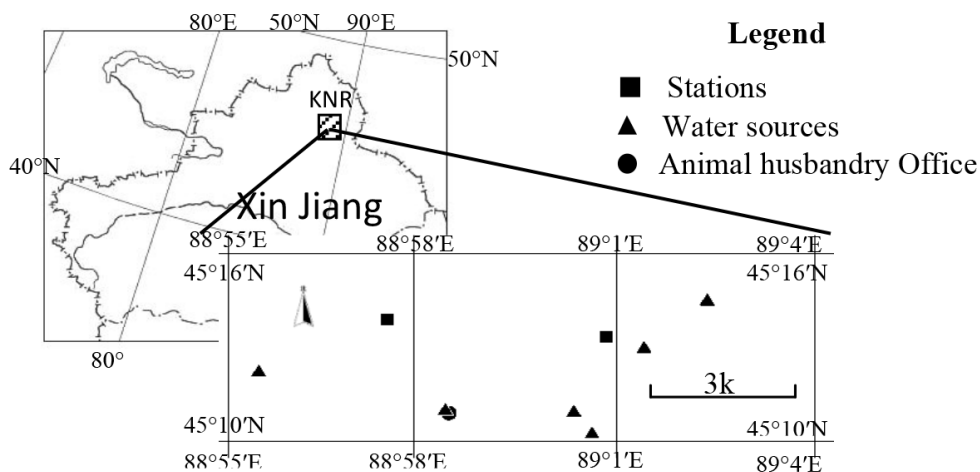 80°E 50°N 90°E
Legend
50°N
KNR
Stations
Water sources
40°N
Animal husbandry Office
Xin Jiang
88°55′E 88°58′E 89°1′E 89°4′E
45°16′N 45°16′N
80°
3k
45°10′N 45°10′N
88°55′E 88°58′E 89°1′E 89°4′E